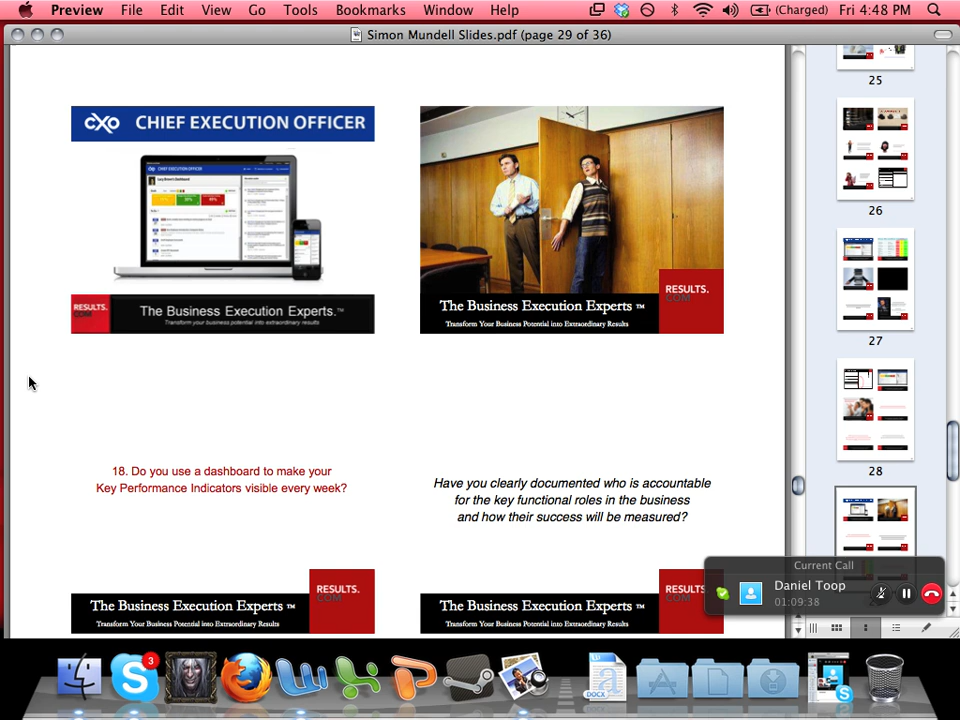 Preview File Edit View Go Tools Bookmarks Window Help (Charged) Fri 4:48 PM
Simon Mundell Slides.pdf (page 29 of 36)
cxo CHIEF EXECUTION OFFICER
RESULTS.
COM
The Business Execution Experts.™
Transform your business potential into extraordinary results
RESULTS.
COM
The Business Execution Experts ™
Transform Your Business Potential into Extraordinary Results
18. Do you use a dashboard to make your
Key Performance Indicators visible every week?
RESULTS.
COM
The Business Execution Experts ™
Transform Your Business Potential into Extraordinary Results
Have you clearly documented who is accountable
for the key functional roles in the business
and how their success will be measured?
RESULTS.
The Business Execution Experts ™
Transform Your Business Potential into Extraordinary Results
25
26
27
28
Current Call
Daniel Toop
01:09:38
3
DOCX